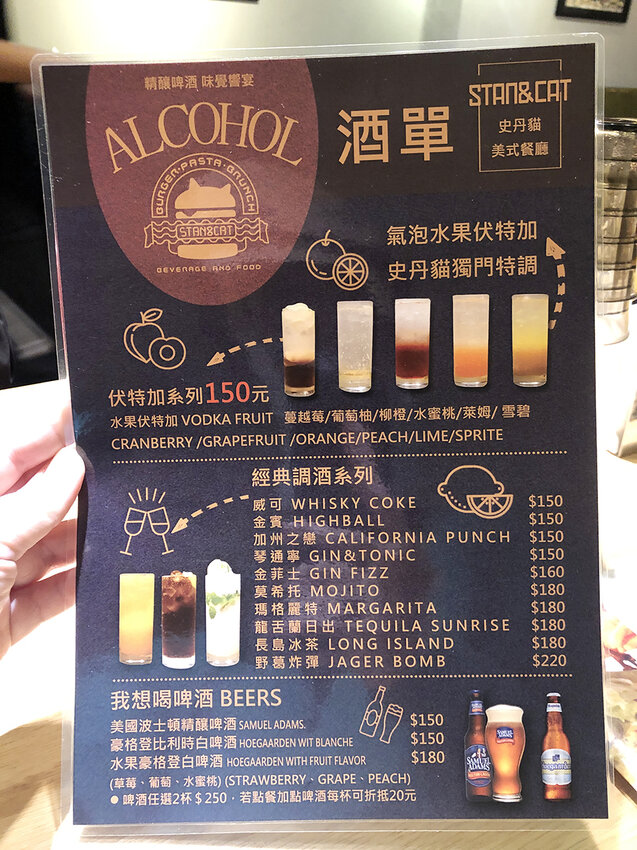 精釀啤酒 味覺響宴
ALCOHOL
BURGER·PASTA·BRUNCH
STAN&CAT
BEVENAGE AND FOOD
酒單
STAN&CAT
史丹貓
美式餐廳
氣泡水果伏特加
史丹貓獨門特調
伏特加系列150元
水果伏特加 VODKA FRUIT 蔓越莓/葡萄柚/柳橙/水蜜桃/萊姆/雪碧
CRANBERRY /GRAPEFRUIT /ORANGE/PEACH/LIME/SPRITE
經典調酒系列
威可 WHISKY COKE $150
金賓 HIGHBALL $150
加州之戀 CALIFORNIA PUNCH $150
琴通寧 GIN&TONIC $150
金菲士 GIN FIZZ $160
莫希托 MOJITO $180
瑪格麗特 MARGARITA $180
龍舌蘭日出 TEQUILA SUNRISE $180
長島冰茶 LONG ISLAND $180
野葛炸彈 JAGER BOMB $220
我想喝啤酒 BEERS
美國波士頓精釀啤酒 SAMUEL ADAMS. $150
豪格登比利時白啤酒 HOEGAARDEN WIT BLANCHE $150
水果豪格登白啤酒 HOEGAARDEN WITH FRUIT FLAVOR $180
(草莓、葡萄、水蜜桃) (STRAWBERRY、GRAPE、PEACH)
● 啤酒任選2杯$250，若點餐加點啤酒每杯可折抵20元
SAMUEL ADAMS
SAMUEL ADAMS